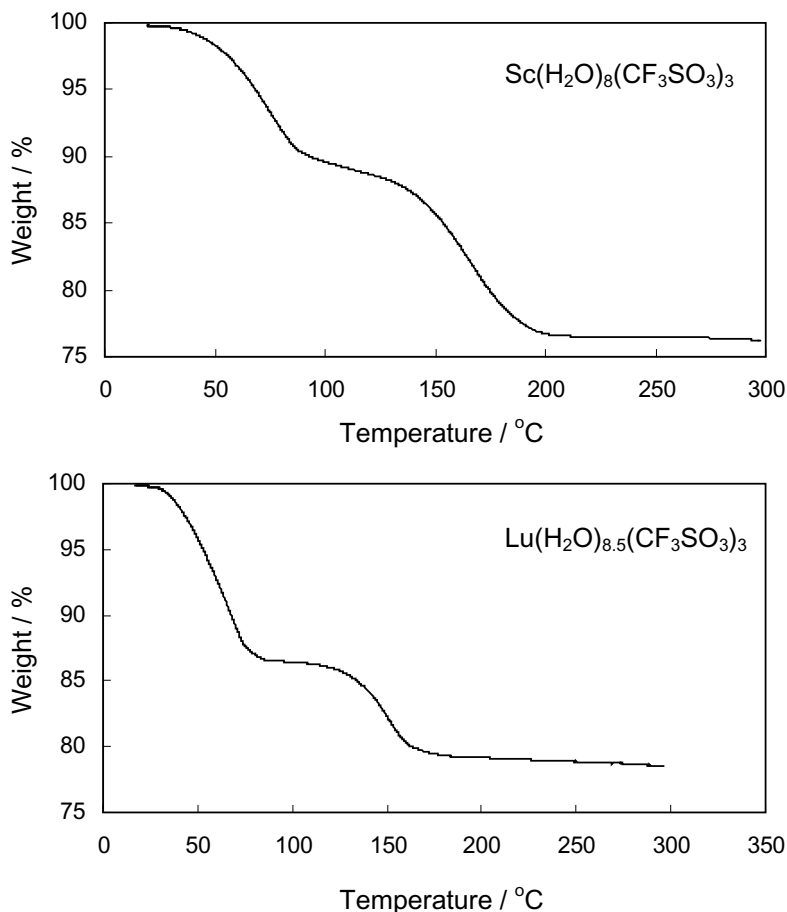 100
95
90
85
80
75
Weight / %
Sc(H₂O)₈(CF₃SO₃)₃
0 50 100 150 200 250 300
Temperature / °C
100
95
90
85
80
75
Weight / %
Lu(H₂O)₈.₅(CF₃SO₃)₃
0 50 100 150 200 250 300 350
Temperature / °C